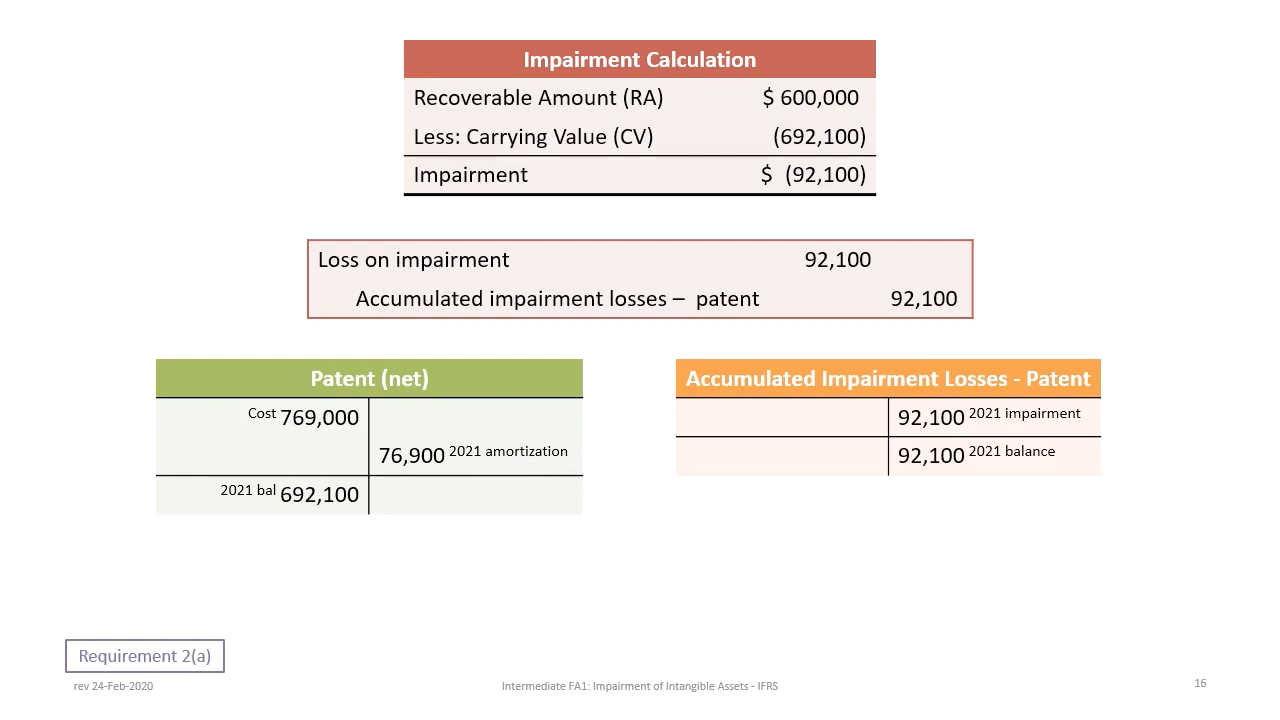 Impairment Calculation
Recoverable Amount (RA) $ 600,000
Less: Carrying Value (CV) (692,100)
Impairment $ (92,100)
Loss on impairment 92,100
Accumulated impairment losses – patent 92,100
Patent (net)
Cost 769,000
76,900 2021 amortization
2021 bal 692,100
Accumulated Impairment Losses - Patent
92,100 2021 impairment
92,100 2021 balance
Requirement 2(a)
rev 24-Feb-2020
Intermediate FA1: Impairment of Intangible Assets - IFRS
16